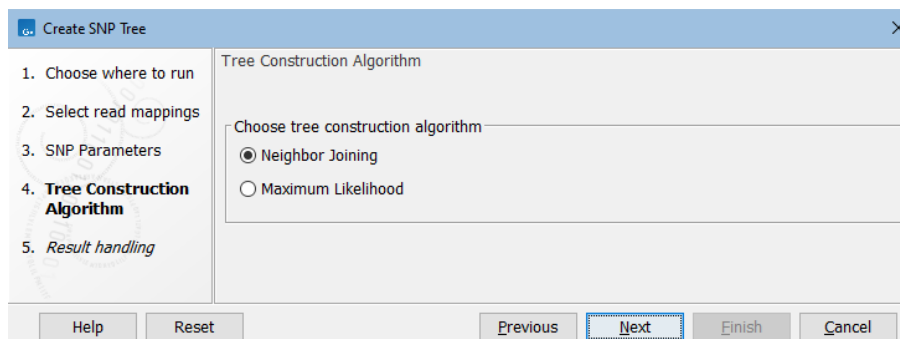 Create SNP Tree
1. Choose where to run
2. Select read mappings
3. SNP Parameters
4. Tree Construction
Algorithm
5. Result handling
Tree Construction Algorithm
Choose tree construction algorithm
Neighbor Joining
Maximum Likelihood
Help Reset Previous Next Finish Cancel